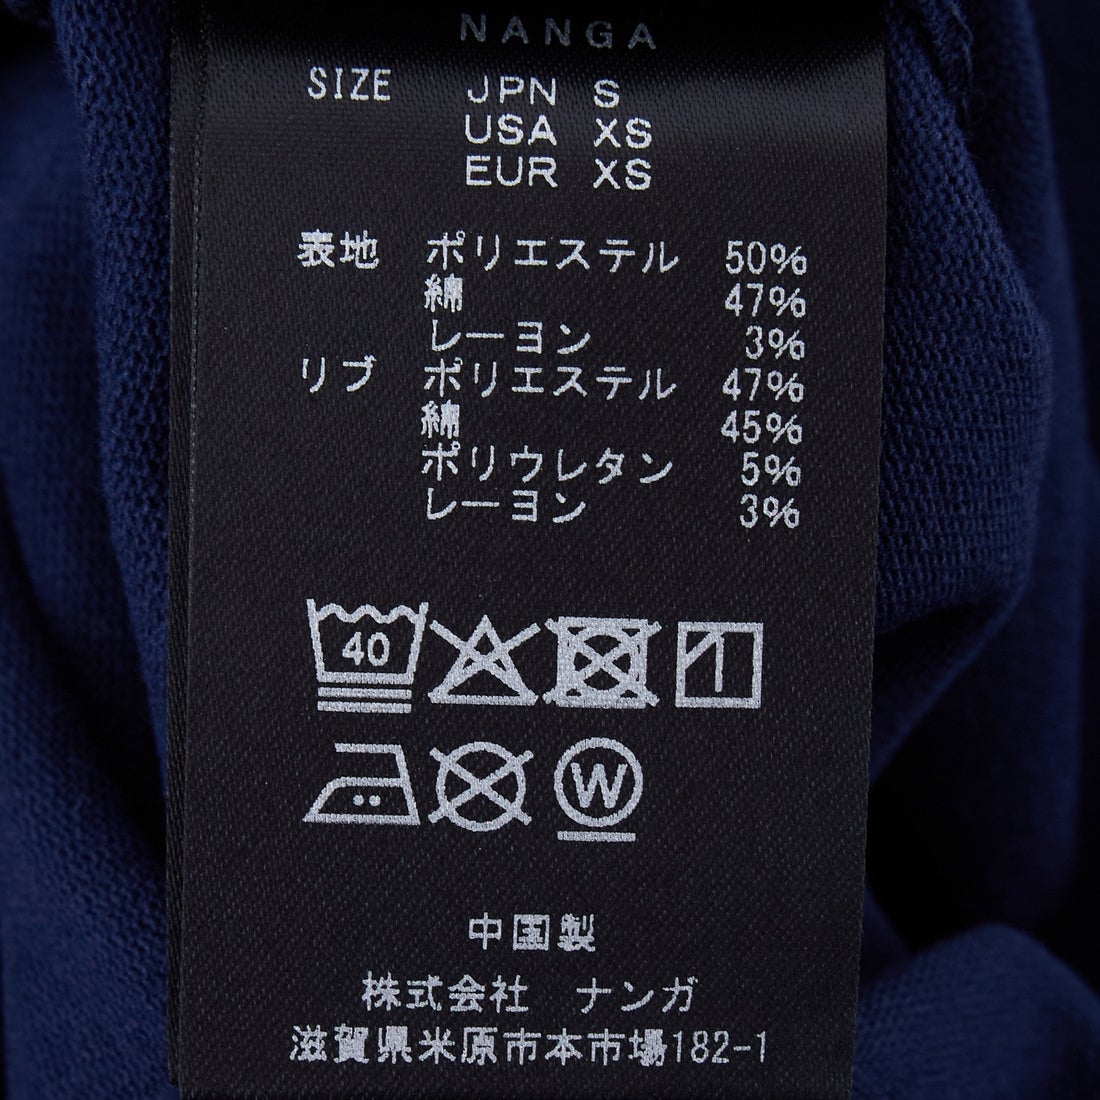 NANGA
SIZE JPN S
USA XS
EUR XS
表地 ポリエステル 50%
綿 47%
レーヨン 3%
リブ ポリエステル 47%
綿 45%
ポリウレタン 5%
レーヨン 3%
40
W
中国製
株式会社 ナンガ
滋賀県米原市本市場182-1